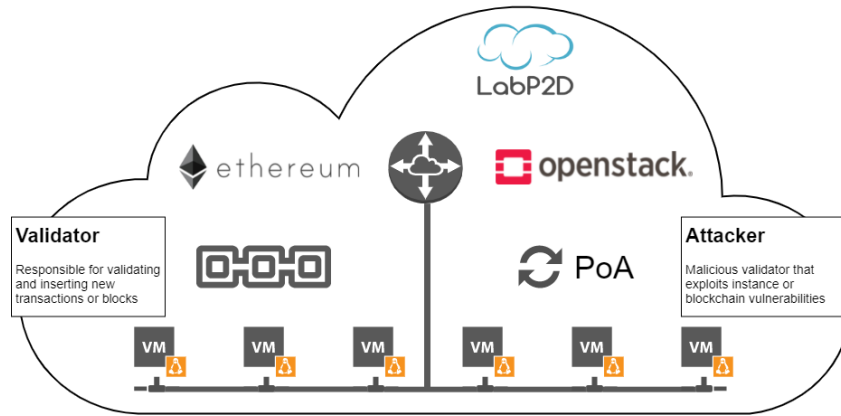 LabP2D
ethereum
openstack.
Validator
Responsible for validating
and inserting new
transactions or blocks
PoA
Attacker
Malicious validator that
exploits instance or
blockchain vulnerabilities
VM
VM
VM
VM
VM
VM